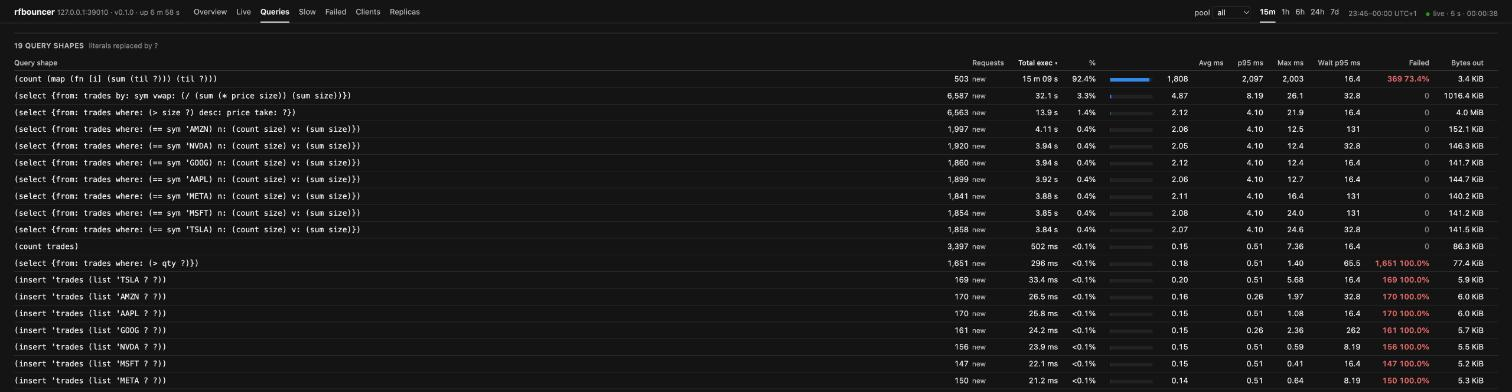 rfbouncer 127.0.0.1:39010 · v0.1.0 · up 6 m 58 s Overview Live Queries Slow Failed Clients Replicas pool all 15m 1h 6h 24h 7d 23:45–00:00 UTC+1 live · 5 s · 00:00:38
19 QUERY SHAPES literals replaced by ?
Query shape Requests Total exec % Avg ms p95 ms Max ms Wait p95 ms Failed Bytes out
(count (map (fn [i] (sum (til ?))) (til ?))) 503 new 15 m 09 s 92.4% 1,808 2,097 2,003 16.4 369 73.4% 3.4 KiB
(select {from: trades by: sym vwap: (/ (sum (* price size)) (sum size))}) 6,587 new 32.1 s 3.3% 4.87 8.19 26.1 32.8 0 1016.4 KiB
(select {from: trades where: (> size ?) desc: price take: ?}) 6,563 new 13.9 s 1.4% 2.12 4.10 21.9 16.4 0 4.0 MiB
(select {from: trades where: (== sym 'AMZN) n: (count size) v: (sum size)}) 1,997 new 4.11 s 0.4% 2.06 4.10 12.5 131 0 152.1 KiB
(select {from: trades where: (== sym 'NVDA) n: (count size) v: (sum size)}) 1,920 new 3.94 s 0.4% 2.05 4.10 12.4 32.8 0 146.3 KiB
(select {from: trades where: (== sym 'GOOG) n: (count size) v: (sum size)}) 1,860 new 3.94 s 0.4% 2.12 4.10 12.4 16.4 0 141.7 KiB
(select {from: trades where: (== sym 'AAPL) n: (count size) v: (sum size)}) 1,899 new 3.92 s 0.4% 2.06 4.10 12.7 16.4 0 144.7 KiB
(select {from: trades where: (== sym 'META) n: (count size) v: (sum size)}) 1,841 new 3.88 s 0.4% 2.11 4.10 16.4 131 0 140.2 KiB
(select {from: trades where: (== sym 'MSFT) n: (count size) v: (sum size)}) 1,854 new 3.85 s 0.4% 2.08 4.10 24.0 131 0 141.2 KiB
(select {from: trades where: (== sym 'TSLA) n: (count size) v: (sum size)}) 1,858 new 3.84 s 0.4% 2.07 4.10 24.6 32.8 0 141.5 KiB
(count trades) 3,397 new 502 ms <0.1% 0.15 0.51 7.36 16.4 0 86.3 KiB
(select {from: trades where: (> qty ?)}) 1,651 new 296 ms <0.1% 0.18 0.51 1.40 65.5 1,651 100.0% 77.4 KiB
(insert 'trades (list 'TSLA ? ?)) 169 new 33.4 ms <0.1% 0.20 0.51 5.68 16.4 169 100.0% 5.9 KiB
(insert 'trades (list 'AMZN ? ?)) 170 new 26.5 ms <0.1% 0.16 0.26 1.97 32.8 170 100.0% 6.0 KiB
(insert 'trades (list 'AAPL ? ?)) 170 new 25.8 ms <0.1% 0.15 0.51 1.08 16.4 170 100.0% 6.0 KiB
(insert 'trades (list 'GOOG ? ?)) 161 new 24.2 ms <0.1% 0.15 0.26 2.36 262 161 100.0% 5.7 KiB
(insert 'trades (list 'NVDA ? ?)) 156 new 23.9 ms <0.1% 0.15 0.51 0.59 8.19 156 100.0% 5.5 KiB
(insert 'trades (list 'MSFT ? ?)) 147 new 22.1 ms <0.1% 0.15 0.51 0.41 16.4 147 100.0% 5.2 KiB
(insert 'trades (list 'META ? ?)) 150 new 21.2 ms <0.1% 0.14 0.51 0.64 8.19 150 100.0% 5.3 KiB